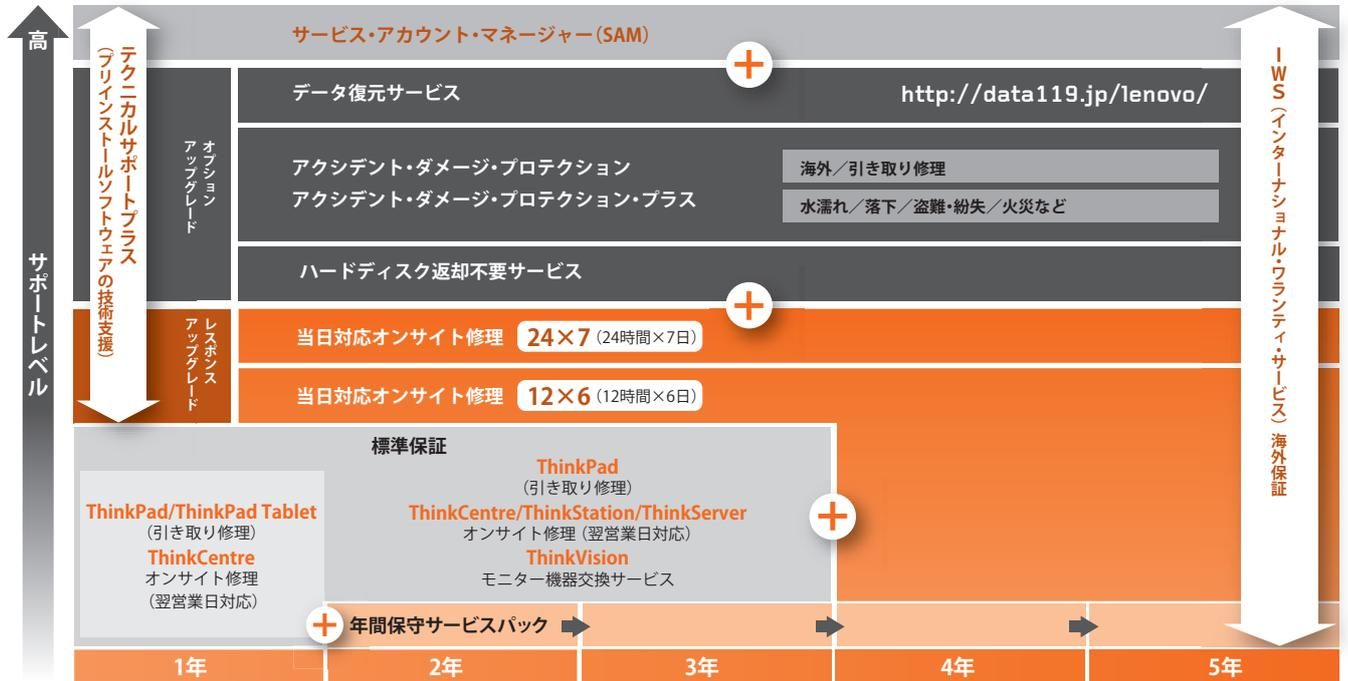 高
サポートレベル
テクニカルサポートプラス
(プリインストールソフトウェアの技術支援)
サービス・アカウント・マネージャー(SAM)
オプション
アップグレード
データ復元サービス
http://data119.jp/lenovo/
アクシデント・ダメージ・プロテクション
海外／引き取り修理
アクシデント・ダメージ・プロテクション・プラス
水濡れ／落下／盗難・紛失／火災など
ハードディスク返却不要サービス
レスポンス
アップグレード
当日対応オンサイト修理 24×7 (24時間×7日)
当日対応オンサイト修理 12×6 (12時間×6日)
IWS (インターナショナル・ワランティ・サービス) 海外保証
標準保証
ThinkPad/ThinkPad Tablet
(引き取り修理)
ThinkCentre
オンサイト修理
(翌営業日対応)
ThinkPad
(引き取り修理)
ThinkCentre/ThinkStation/ThinkServer
オンサイト修理 (翌営業日対応)
ThinkVision
モニター機器交換サービス
年間保守サービスパック
1年
2年
3年
4年
5年